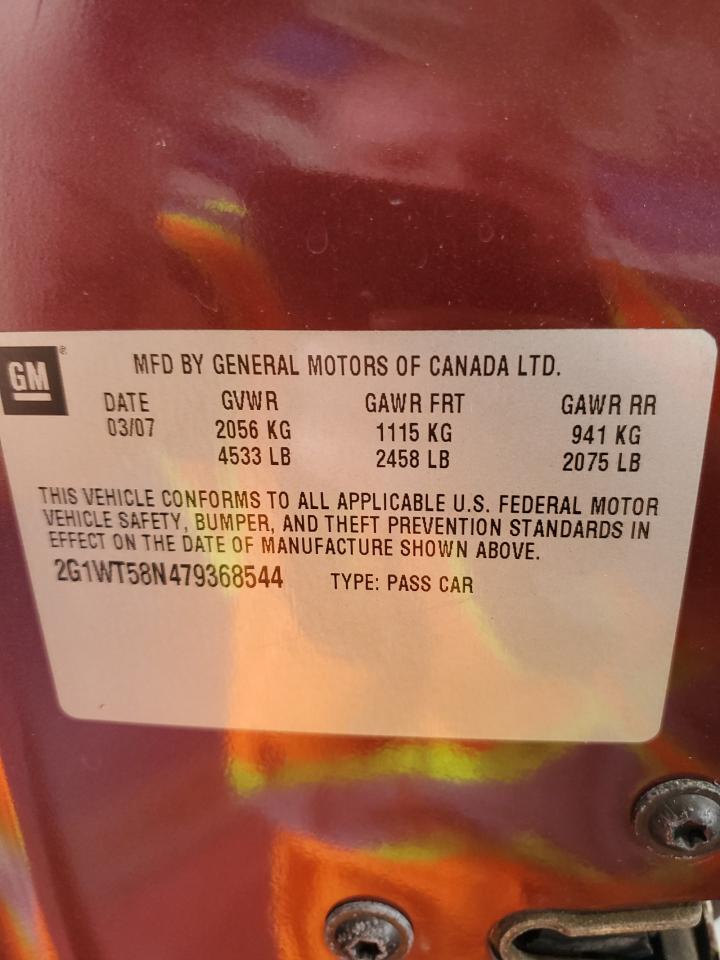 GM®
MFD BY GENERAL MOTORS OF CANADA LTD.
DATE GVWR GAWR FRT GAWR RR
03/07 2056 KG 1115 KG 941 KG
4533 LB 2458 LB 2075 LB
THIS VEHICLE CONFORMS TO ALL APPLICABLE U.S. FEDERAL MOTOR
VEHICLE SAFETY, BUMPER, AND THEFT PREVENTION STANDARDS IN
EFFECT ON THE DATE OF MANUFACTURE SHOWN ABOVE.
2G1WT58N479368544 TYPE: PASS CAR